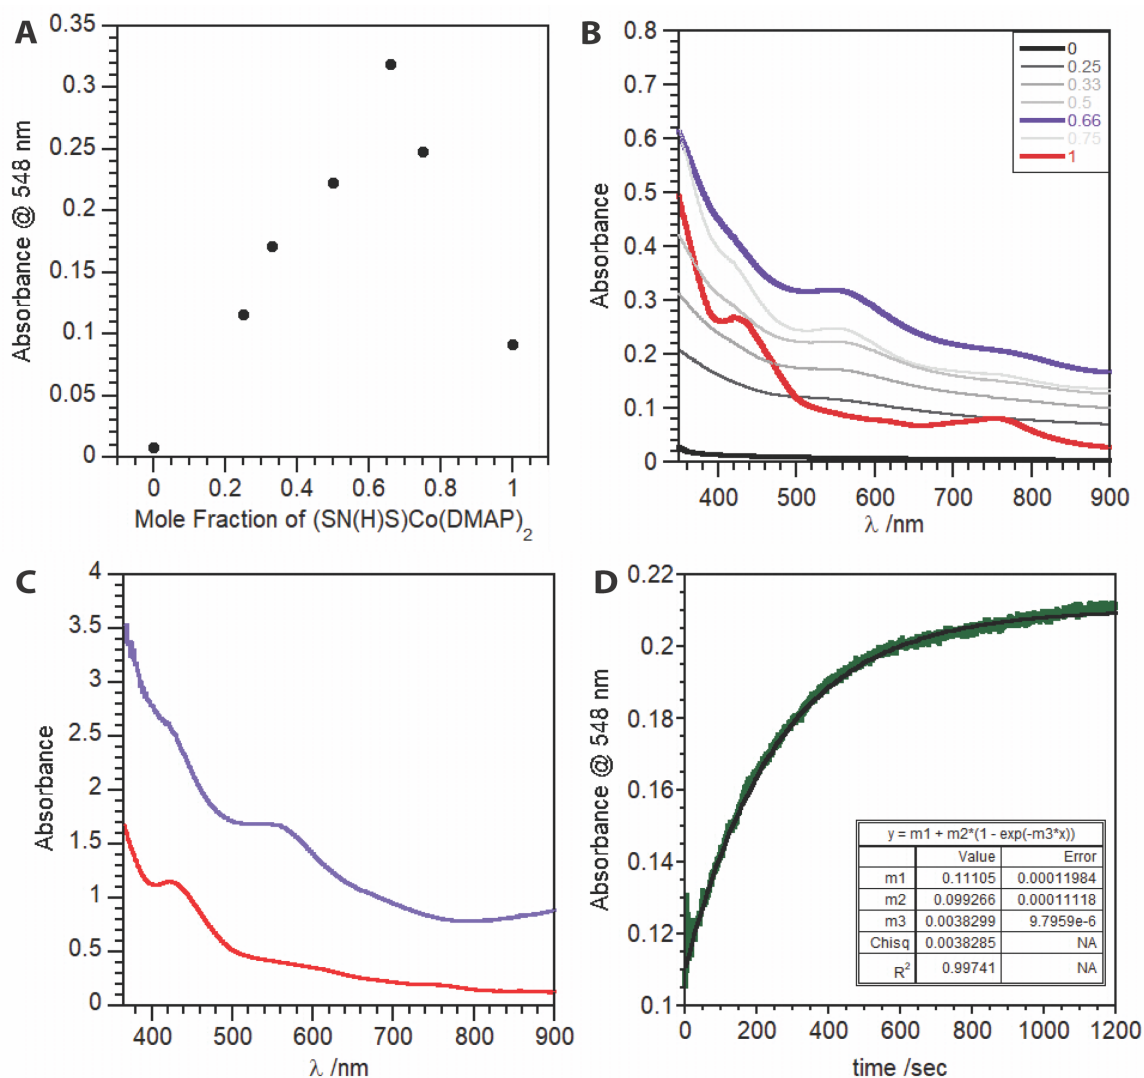 A
Absorbance @ 548 nm
0.35
0.3
0.25
0.2
0.15
0.1
0.05
0
0 0.2 0.4 0.6 0.8 1
Mole Fraction of (SN(H)S)Co(DMAP)2
B
Absorbance
0.8
0.7
0.6
0.5
0.4
0.3
0.2
0.1
0
400 500 600 700 800 900
λ /nm
0
0.25
0.33
0.5
0.66
0.75
1
C
Absorbance
4
3.5
3
2.5
2
1.5
1
0.5
0
400 500 600 700 800 900
λ /nm
D
Absorbance @ 548 nm
0.22
0.2
0.18
0.16
0.14
0.12
0.1
0 200 400 600 800 1000 1200
time /sec
y = m1 + m2*(1 - exp(-m3*x))
Value Error
m1 0.11105 0.00011984
m2 0.099266 0.00011118
m3 0.0038299 9.7959e-6
Chisq 0.0038285 NA
R2 0.99741 NA